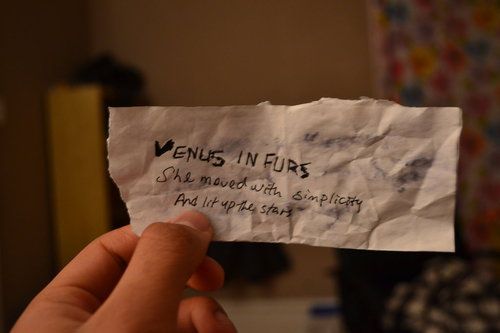 VENUS IN FURS
She moved with simplicity
And lit up the stars